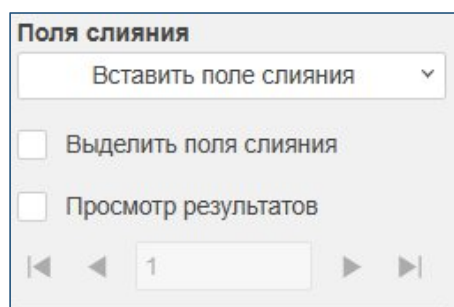 Поля слияния
Вставить поле слияния
Выделить поля слияния
Просмотр результатов
1